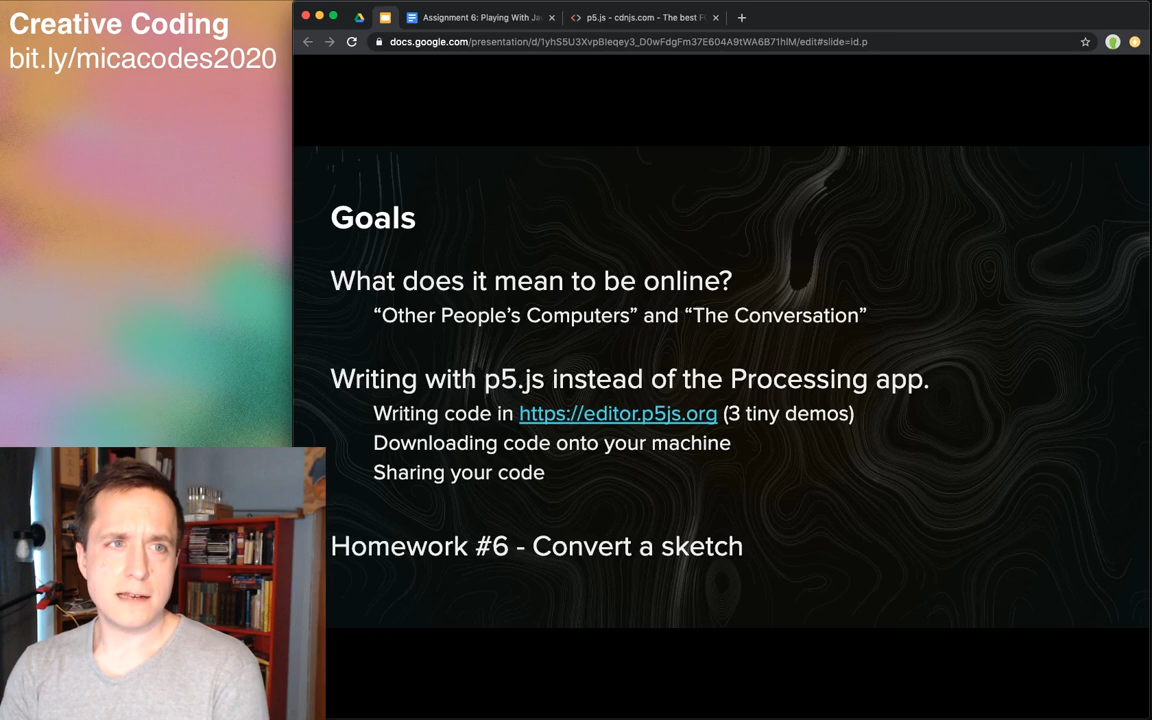 Creative Coding
bit.ly/micacodes2020
Assignment 6: Playing With Ja
p5.js - cdnjs.com - The best F
docs.google.com/presentation/d/1yhS5U3XvpBIeqey3_D0wFdgFm37E604A9tWA6B71hlM/edit#slide=id.p
Goals
What does it mean to be online?
“Other People’s Computers” and “The Conversation”
Writing with p5.js instead of the Processing app.
Writing code in https://editor.p5js.org (3 tiny demos)
Downloading code onto your machine
Sharing your code
Homework #6 - Convert a sketch